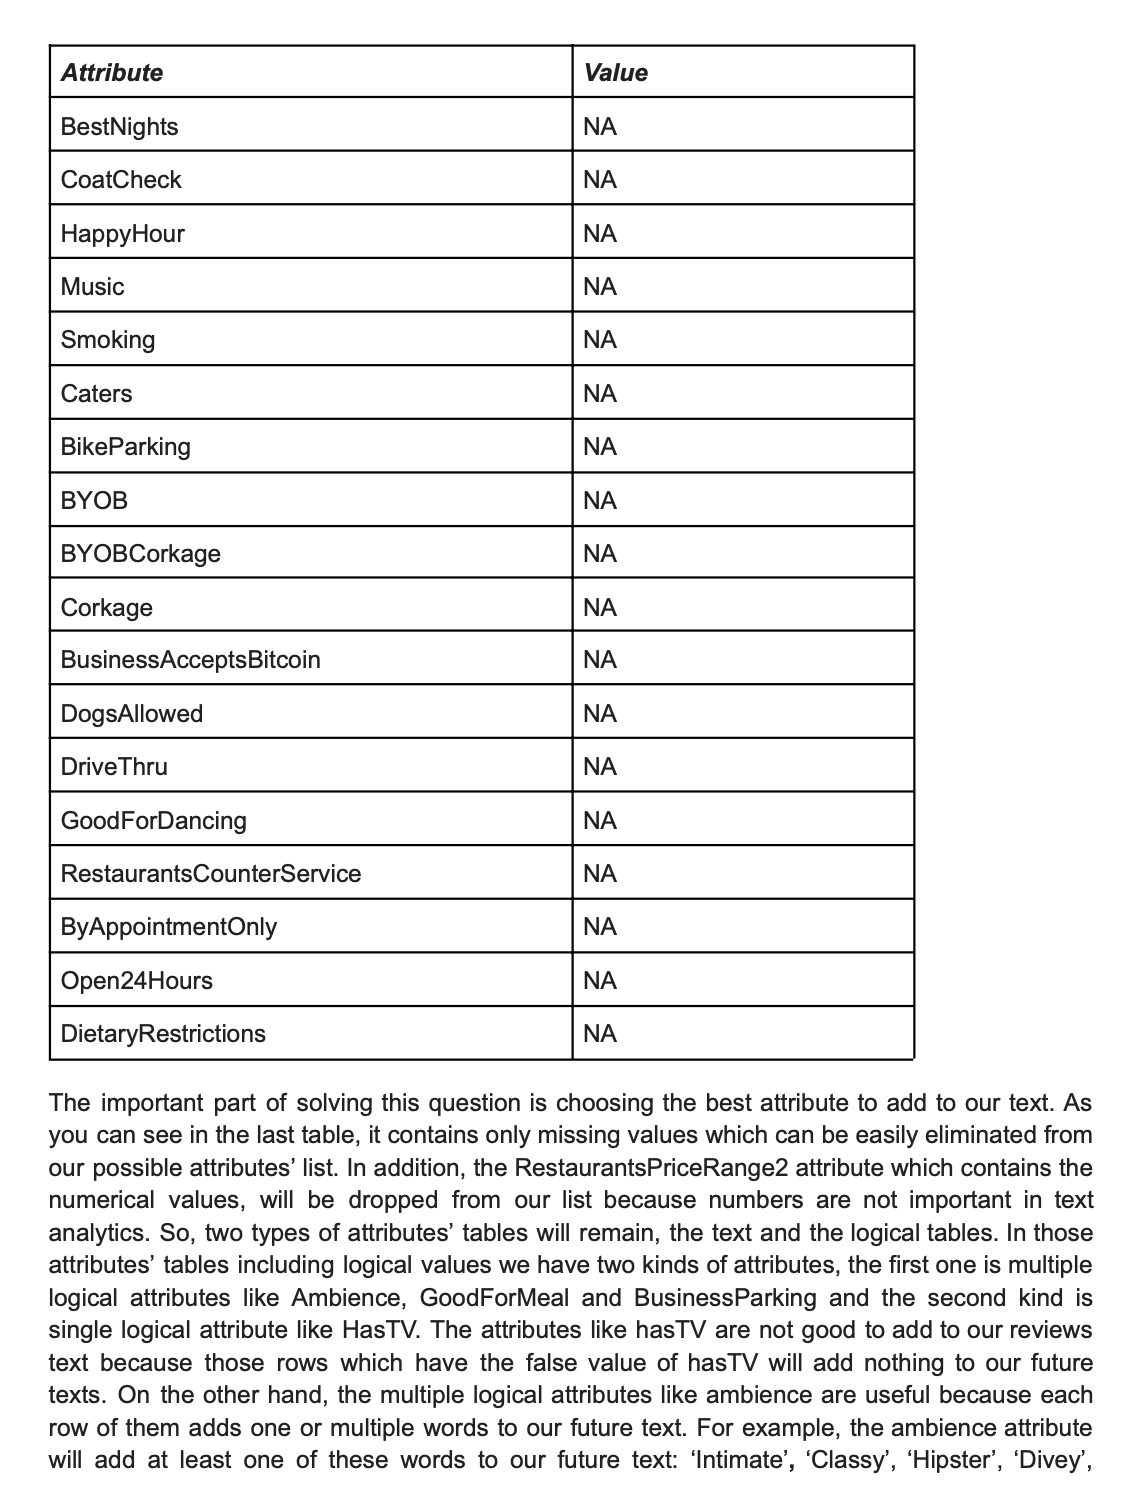 Attribute Value
BestNights NA
CoatCheck NA
HappyHour NA
Music NA
Smoking NA
Caters NA
BikeParking NA
BYOB NA
BYOBCorkage NA
Corkage NA
BusinessAcceptsBitcoin NA
DogsAllowed NA
DriveThru NA
GoodForDancing NA
RestaurantsCounterService NA
ByAppointmentOnly NA
Open24Hours NA
DietaryRestrictions NA
The important part of solving this question is choosing the best attribute to add to our text. As
you can see in the last table, it contains only missing values which can be easily eliminated from
our possible attributes’ list. In addition, the RestaurantsPriceRange2 attribute which contains the
numerical values, will be dropped from our list because numbers are not important in text
analytics. So, two types of attributes’ tables will remain, the text and the logical tables. In those
attributes’ tables including logical values we have two kinds of attributes, the first one is multiple
logical attributes like Ambience, GoodForMeal and BusinessParking and the second kind is
single logical attribute like HasTV. The attributes like hasTV are not good to add to our reviews
text because those rows which have the false value of hasTV will add nothing to our future
texts. On the other hand, the multiple logical attributes like ambience are useful because each
row of them adds one or multiple words to our future text. For example, the ambience attribute
will add at least one of these words to our future text: ‘Intimate’, ‘Classy’, ‘Hipster’, ‘Divey’,